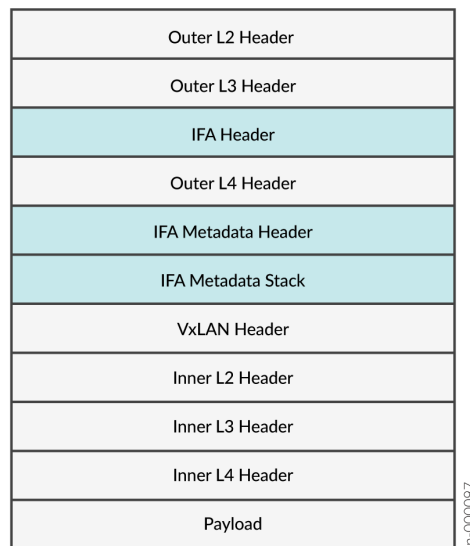 Outer L2 Header
Outer L3 Header
IFA Header
Outer L4 Header
IFA Metadata Header
IFA Metadata Stack
VxLAN Header
Inner L2 Header
Inner L3 Header
Inner L4 Header
Payload